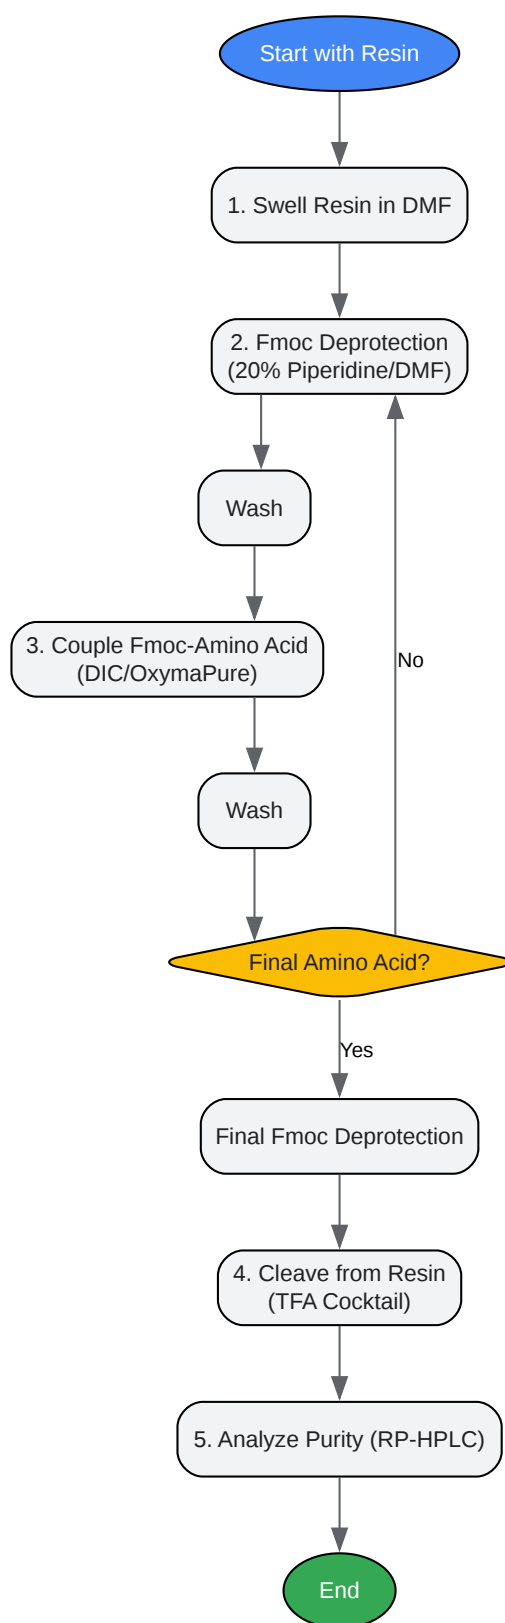 Start with Resin
1. Swell Resin in DMF
2. Fmoc Deprotection
(20% Piperidine/DMF)
Wash
3. Couple Fmoc-Amino Acid
(DIC/OxymaPure)
No
Wash
Final Amino Acid?
Yes
Final Fmoc Deprotection
4. Cleave from Resin
(TFA Cocktail)
5. Analyze Purity (RP-HPLC)
End